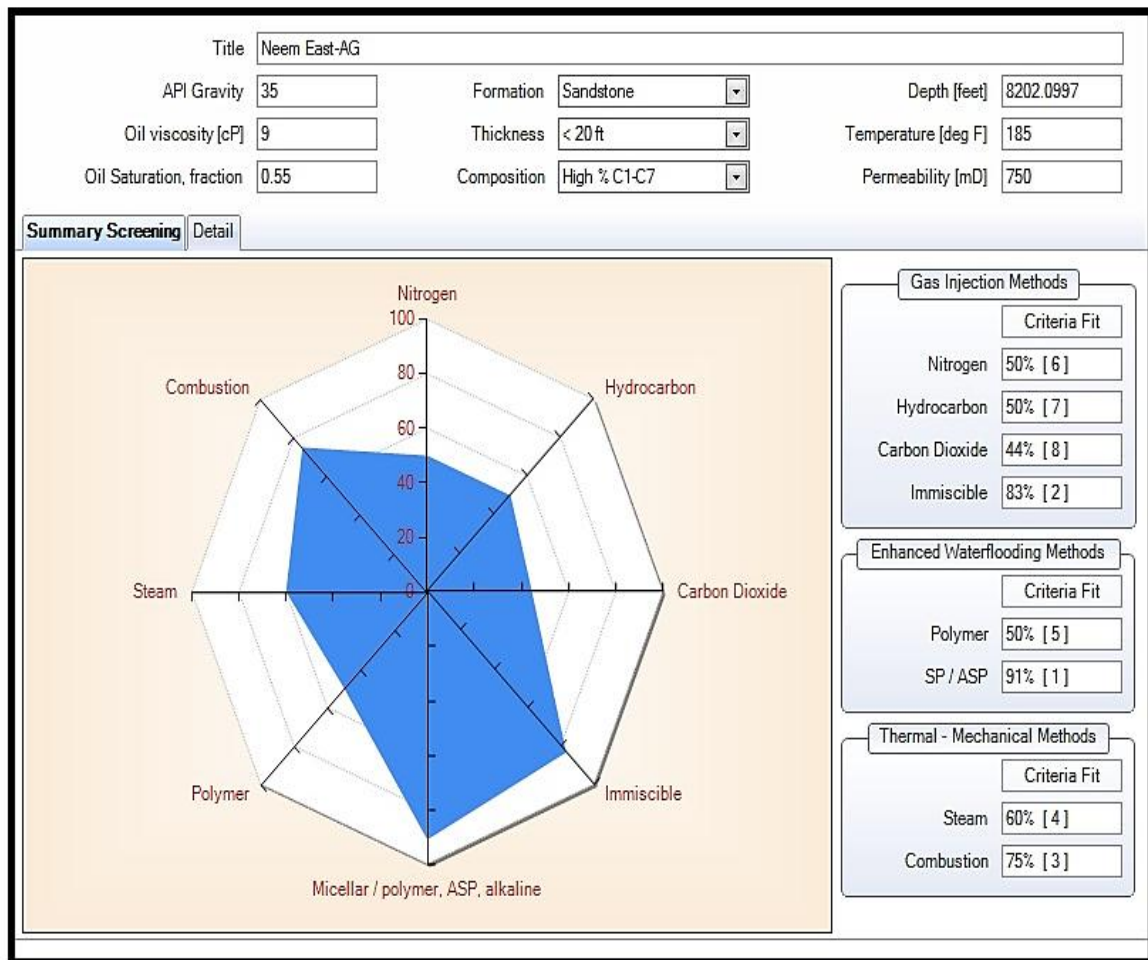 Title Neem East-AG
API Gravity 35 Formation Sandstone Depth [feet] 8202.0997
Oil viscosity [cP] 9 Thickness < 20 ft Temperature [deg F] 185
Oil Saturation, fraction 0.55 Composition High % C1-C7 Permeability [mD] 750
Summary Screening Detail
Nitrogen
100
80
60
40
20
0
Combustion
Hydrocarbon
Steam
Carbon Dioxide
Polymer
Immiscible
Micellar / polymer, ASP, alkaline
Gas Injection Methods
Criteria Fit
Nitrogen 50% [ 6 ]
Hydrocarbon 50% [ 7 ]
Carbon Dioxide 44% [ 8 ]
Immiscible 83% [ 2 ]
Enhanced Waterflooding Methods
Criteria Fit
Polymer 50% [ 5 ]
SP / ASP 91% [ 1 ]
Thermal - Mechanical Methods
Criteria Fit
Steam 60% [ 4 ]
Combustion 75% [ 3 ]